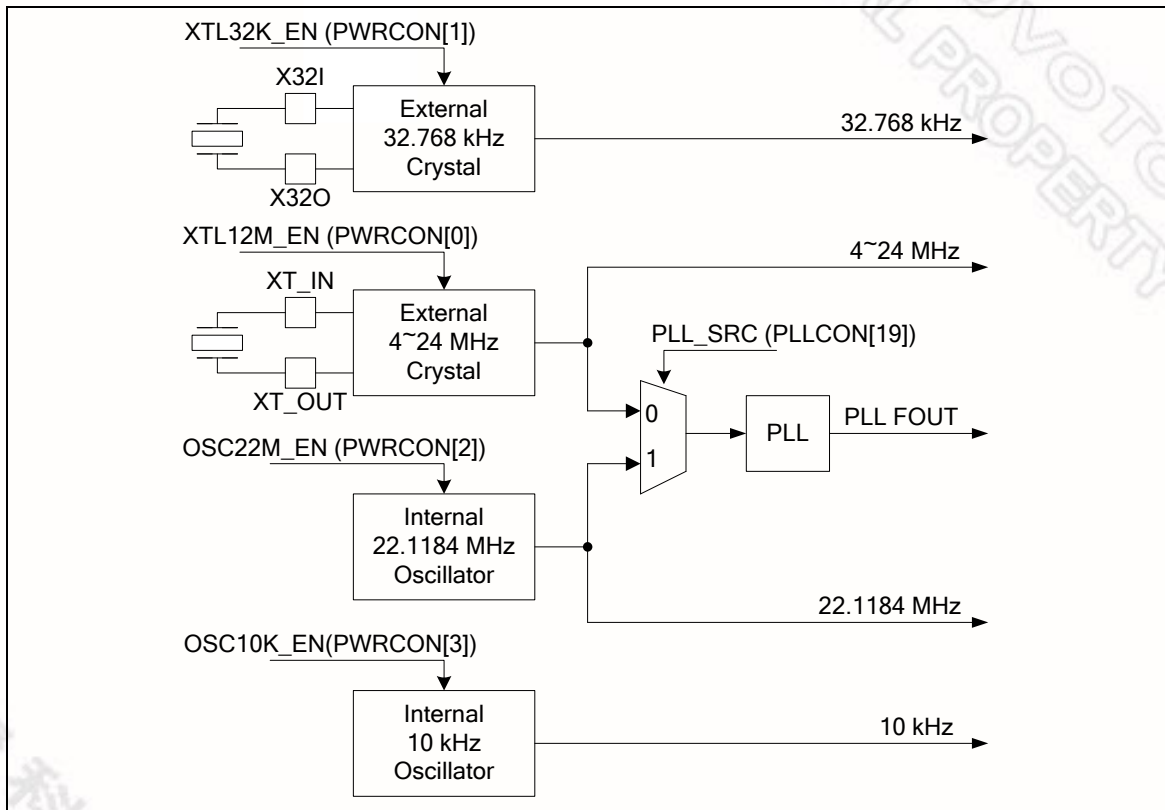 XTL32K_EN (PWRCON[1])
X32I
External
32.768 kHz
Crystal
32.768 kHz
X32O
XTL12M_EN (PWRCON[0])
4~24 MHz
XT_IN
External
4~24 MHz
Crystal
PLL_SRC (PLLCON[19])
XT_OUT
0
PLL
PLL FOUT
1
OSC22M_EN (PWRCON[2])
Internal
22.1184 MHz
Oscillator
22.1184 MHz
OSC10K_EN(PWRCON[3])
Internal
10 kHz
Oscillator
10 kHz
PROPERTY